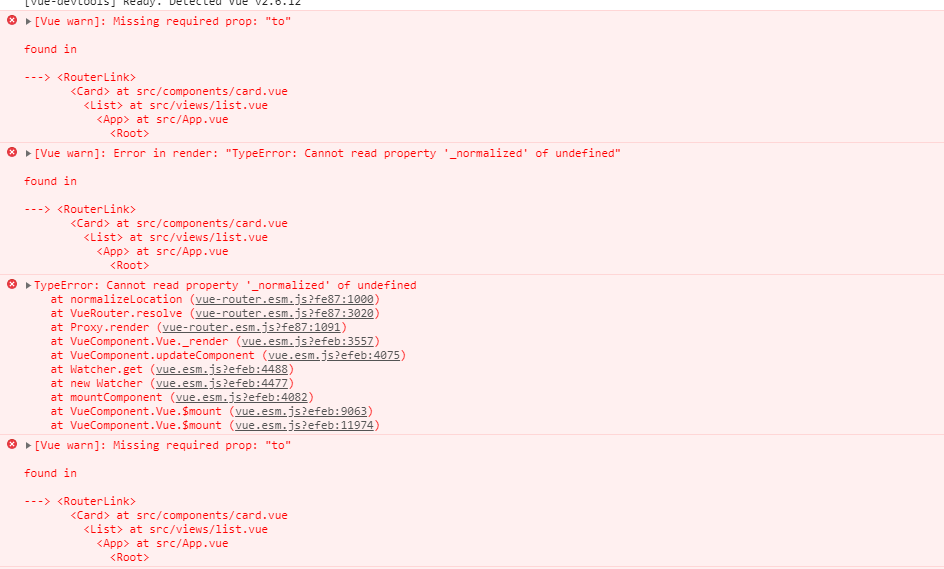 [vue-devtools] Ready. Detected Vue v2.6.12
[Vue warn]: Missing required prop: "to"
found in
---> <RouterLink>
<Card> at src/components/card.vue
<List> at src/views/list.vue
<App> at src/App.vue
<Root>
[Vue warn]: Error in render: "TypeError: Cannot read property '_normalized' of undefined"
found in
---> <RouterLink>
<Card> at src/components/card.vue
<List> at src/views/list.vue
<App> at src/App.vue
<Root>
TypeError: Cannot read property '_normalized' of undefined
at normalizeLocation (vue-router.esm.js?fe87:1000)
at VueRouter.resolve (vue-router.esm.js?fe87:3020)
at Proxy.render (vue-router.esm.js?fe87:1091)
at VueComponent.Vue._render (vue.esm.js?efeb:3557)
at VueComponent.updateComponent (vue.esm.js?efeb:4075)
at Watcher.get (vue.esm.js?efeb:4488)
at new Watcher (vue.esm.js?efeb:4477)
at mountComponent (vue.esm.js?efeb:4082)
at VueComponent.Vue.$mount (vue.esm.js?efeb:9063)
at VueComponent.Vue.$mount (vue.esm.js?efeb:11974)
[Vue warn]: Missing required prop: "to"
found in
---> <RouterLink>
<Card> at src/components/card.vue
<List> at src/views/list.vue
<App> at src/App.vue
<Root>